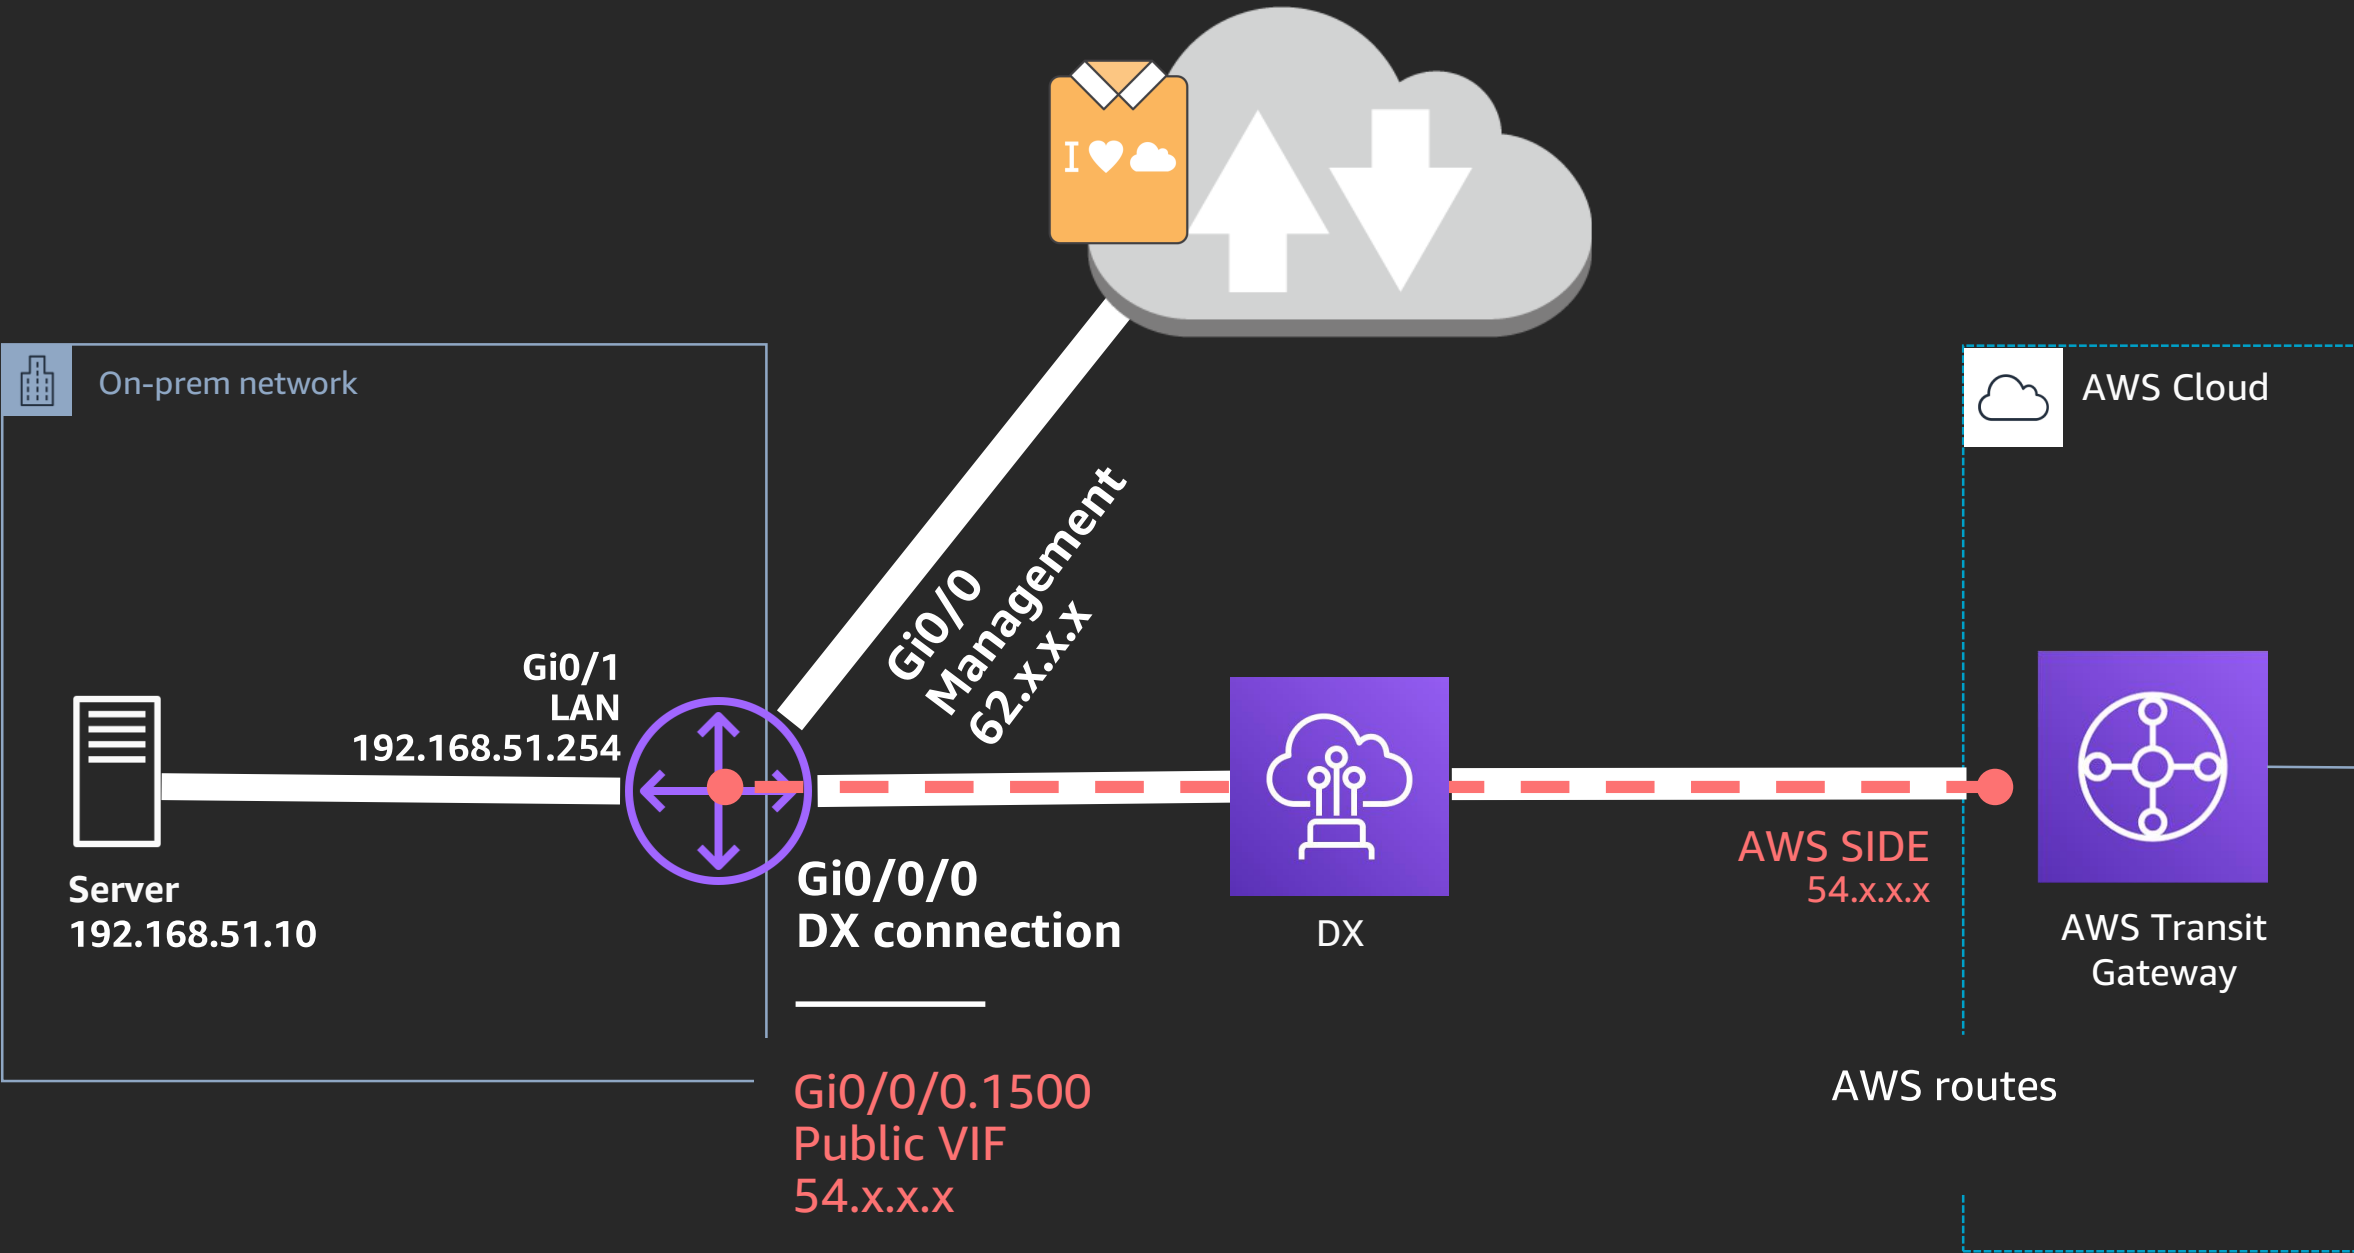 I
On-prem network
AWS Cloud
Gi0/0
Management
62.x.x.x
Gi0/1
LAN
192.168.51.254
Server
192.168.51.10
Gi0/0/0
DX connection
DX
AWS SIDE
54.x.x.x
AWS Transit
Gateway
Gi0/0/0.1500
Public VIF
54.x.x.x
AWS routes